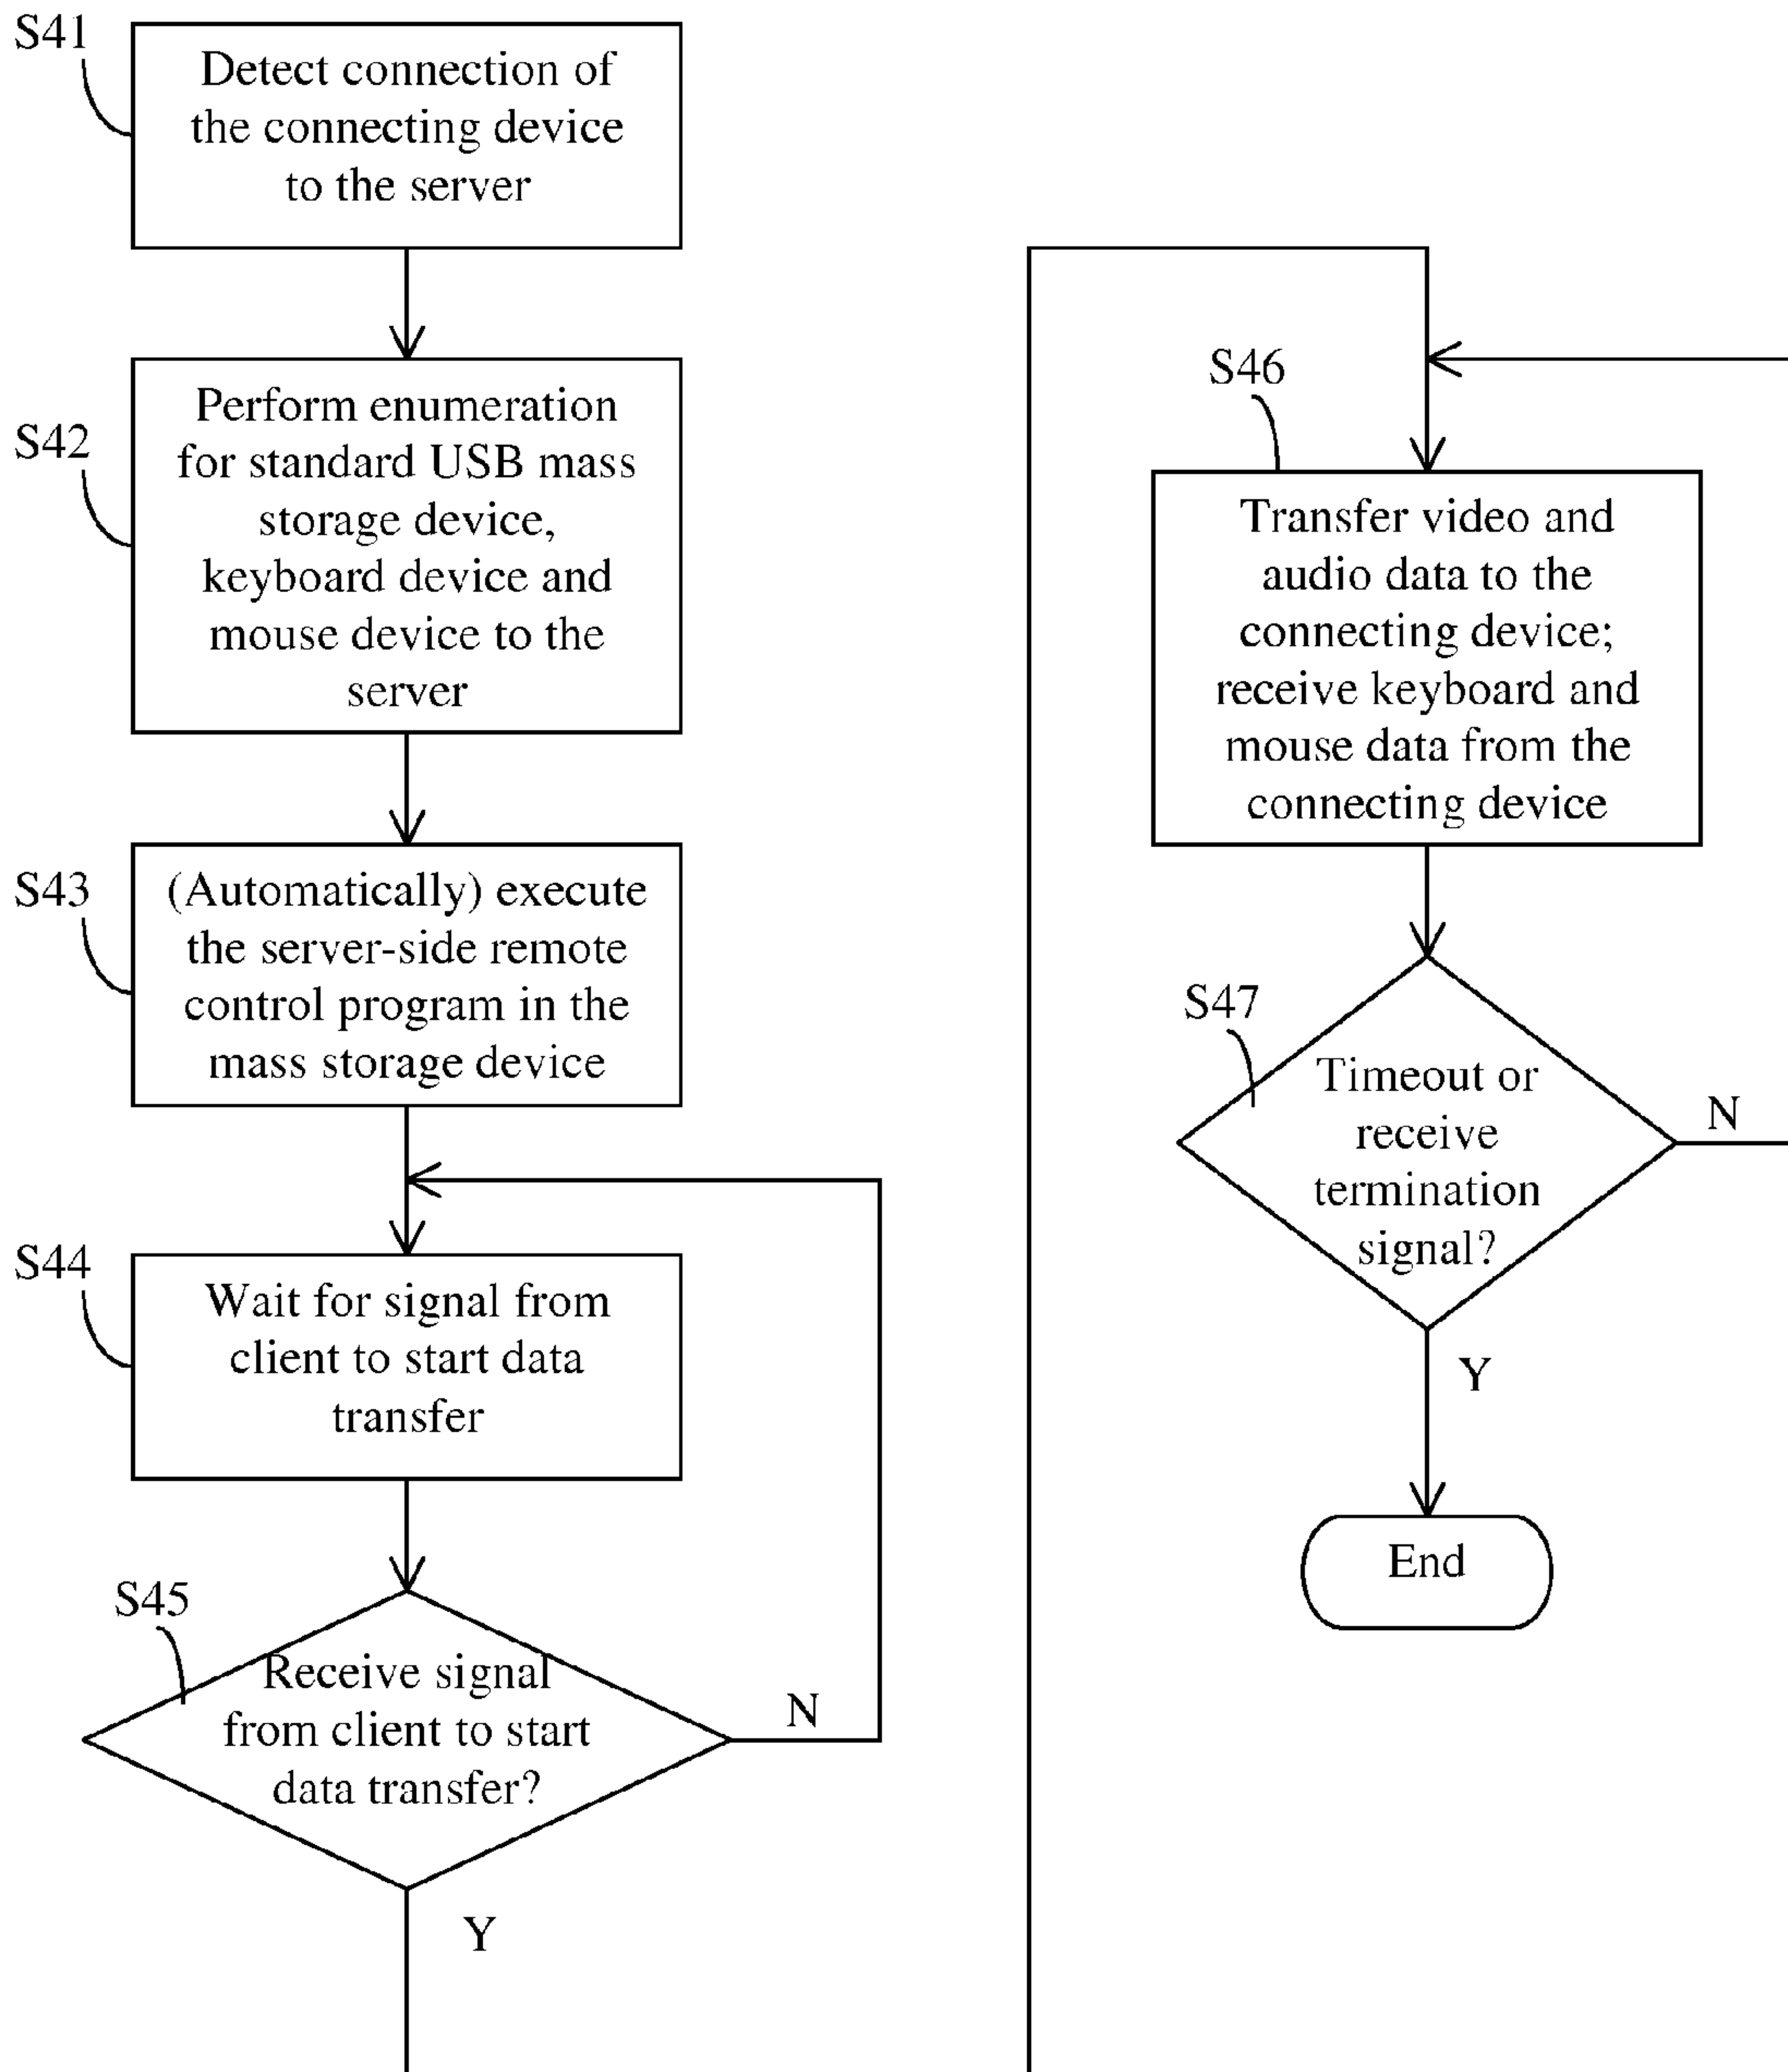 S41
Detect connection of
the connecting device
to the server
S42
Perform enumeration
for standard USB mass
storage device,
keyboard device and
mouse device to the
server
S43
(Automatically) execute
the server-side remote
control program in the
mass storage device
S44
Wait for signal from
client to start data
transfer
S45
Receive signal
from client to start
data transfer?
N
Y
S46
Transfer video and
audio data to the
connecting device;
receive keyboard and
mouse data from the
connecting device
S47
Timeout or
receive
termination
signal?
N
Y
End